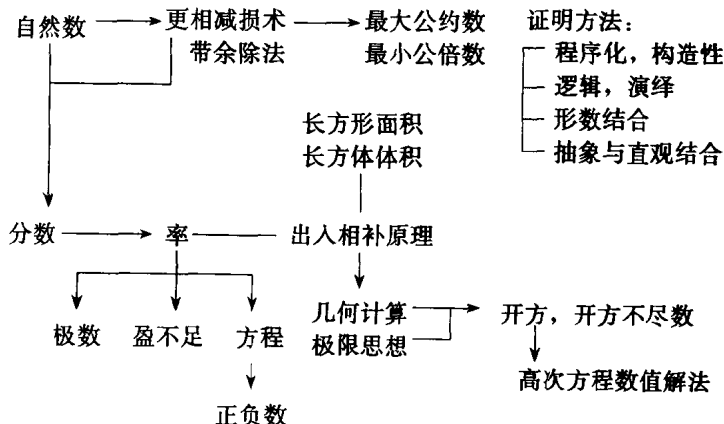 自然数
更相减损术
带余除法
最大公约数
最小公倍数
证明方法：
程序化，构造性
逻辑，演绎
形数结合
抽象与直观结合
长方形面积
长方体体积
分数
率
出入相补原理
极数
盈不足
方程
正负数
几何计算
极限思想
开方，开方不尽数
高次方程数值解法